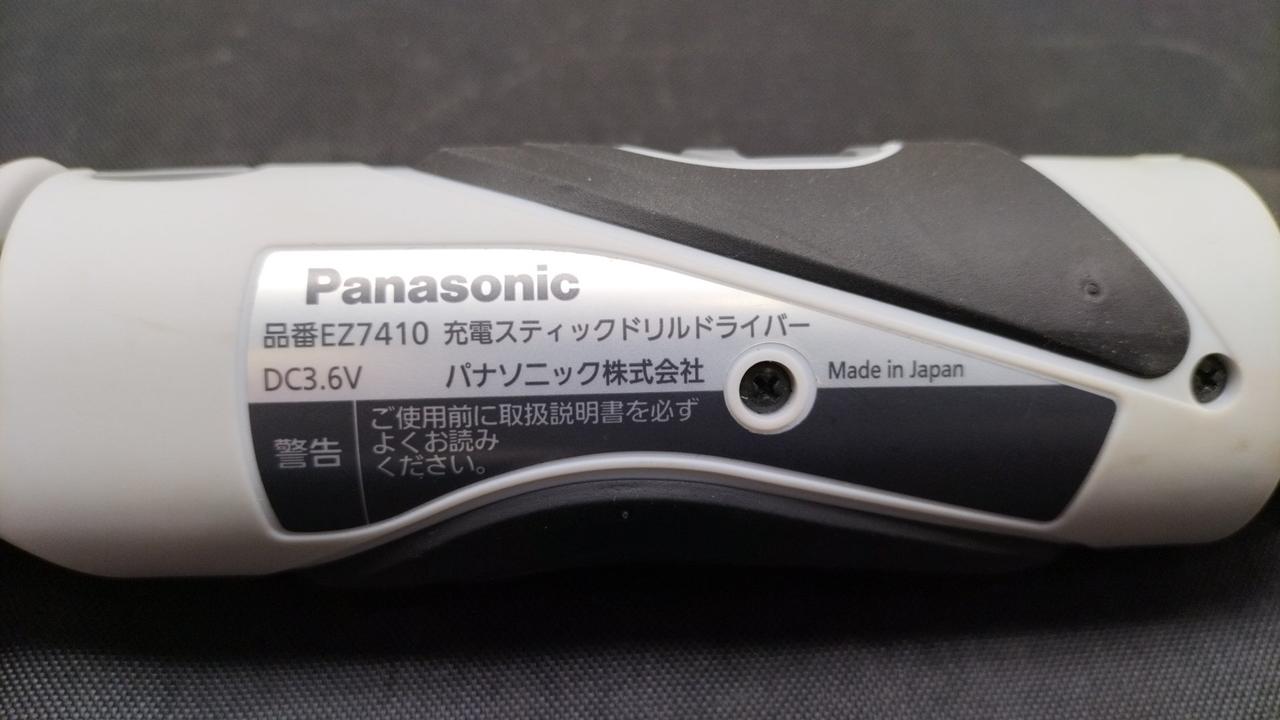 Panasonic
品番EZ7410 充電スティックドリルドライバー
DC3.6V パナソニック株式会社 Made in Japan
警告
ご使用前に取扱説明書を必ず
よくお読み
ください。